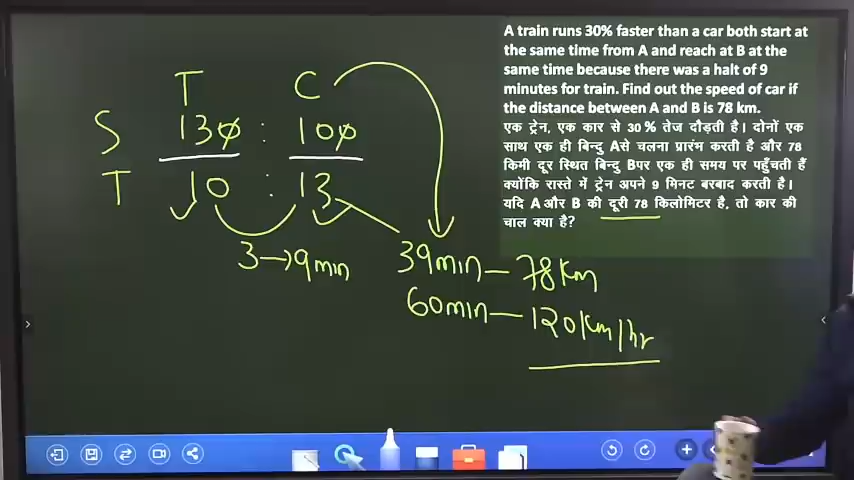 A train runs 30% faster than a car both start at
the same time from A and reach at B at the
same time because there was a halt of 9
minutes for train. Find out the speed of car if
the distance between A and B is 78 km.
एक ट्रेन, एक कार से 30 % तेज दौड़ती है। दोनों एक
साथ एक ही बिन्दु Aसे चलना प्रारंभ करती है और 78
किमी दूर स्थित बिन्दु Bपर एक ही समय पर पहुँचती हैं
क्योंकि रास्ते में ट्रेन अपने 9 मिनट बरबाद करती है।
यदि A और B की दूरी 78 किलोमिटर है, तो कार की
चाल क्या है?
T C
S 130 : 100
T 10 : 13
3→9min 39min — 78Km
60min — 120Km/hr